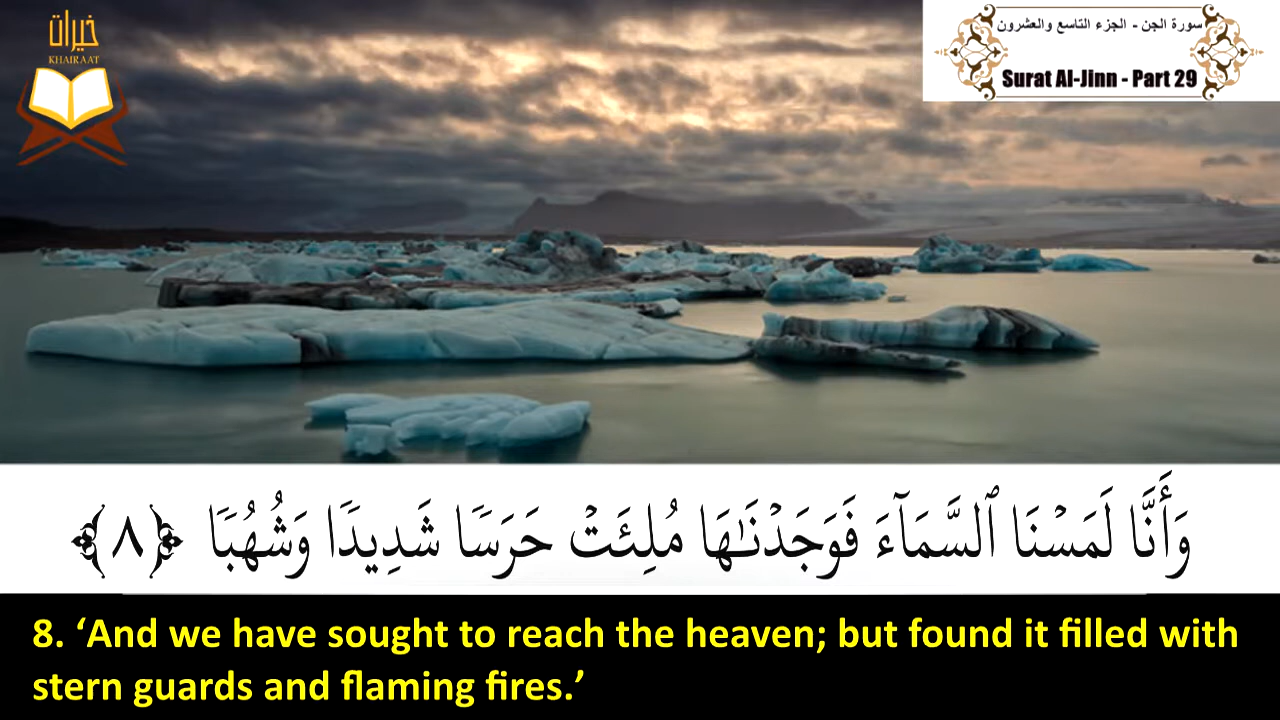 خيرات
KHAIRAAT
سورة الجن - الجزء التاسع والعشرون
Surat Al-Jinn - Part 29
وَأَنَّا لَمَسْنَا ٱلسَّمَآءَ فَوَجَدْنَـٰهَا مُلِئَتْ حَرَسًا شَدِيدًا وَشُهُبًا ﴿٨﴾
8. ‘And we have sought to reach the heaven; but found it filled with
stern guards and flaming fires.’